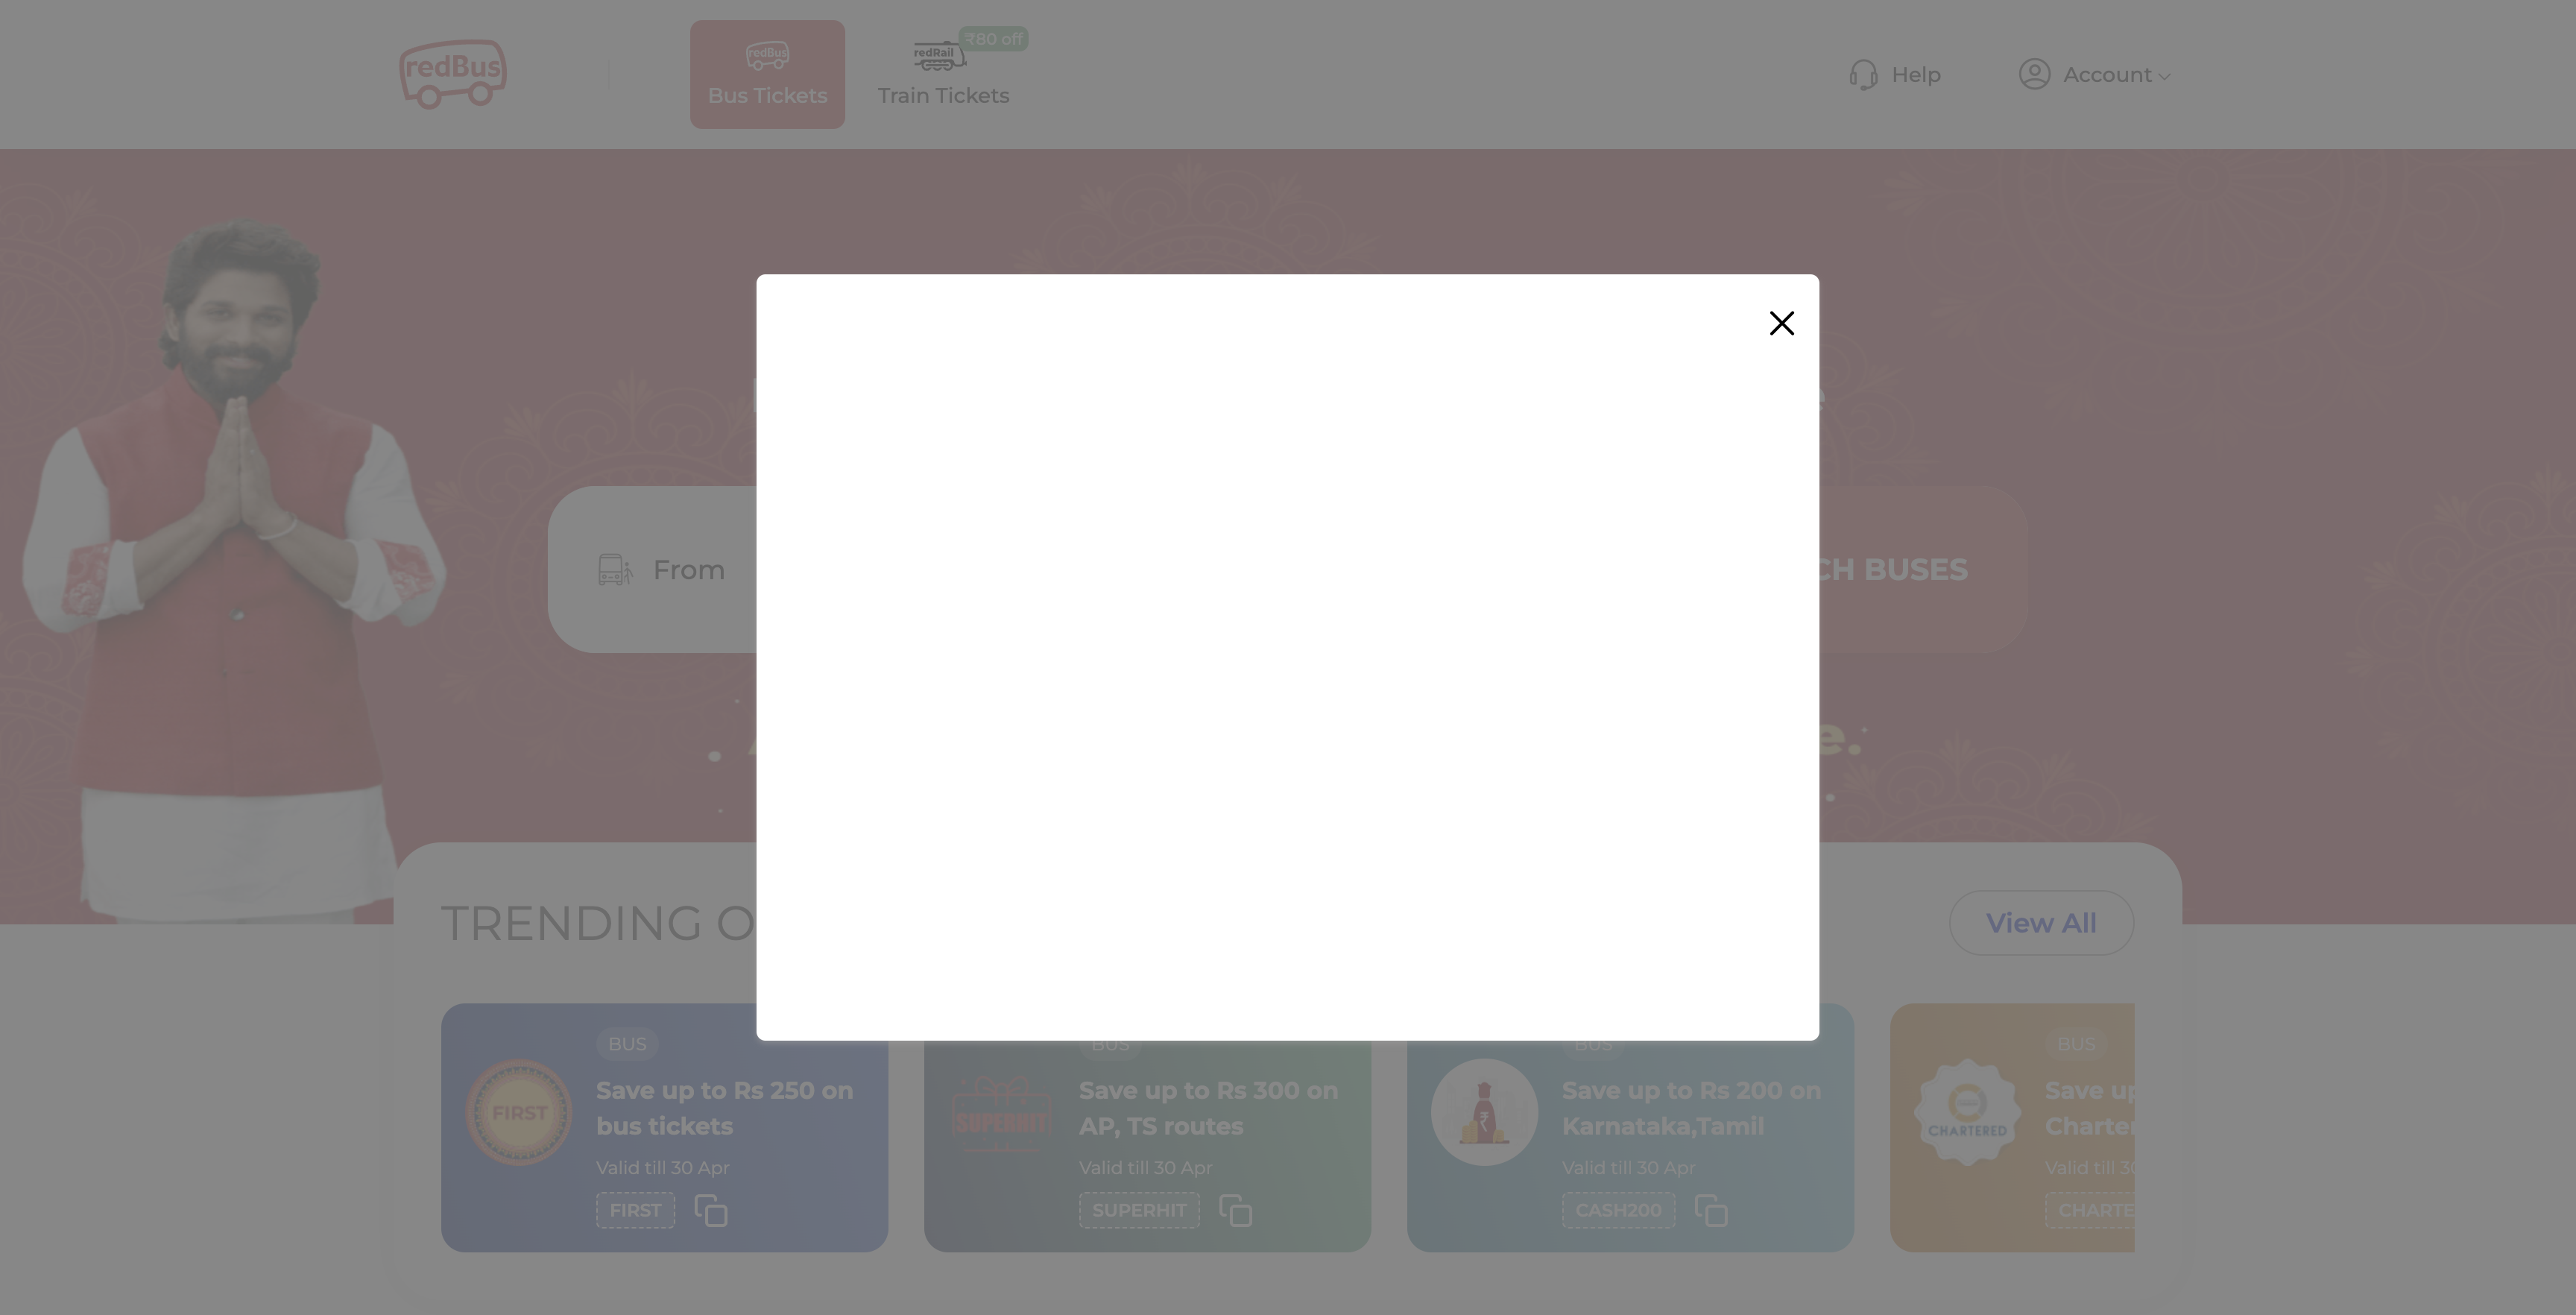 redBus
redBus
Bus Tickets
redRail
₹80 off
Train Tickets
Help
Account
From
CH BUSES
e.
TRENDING O
View All
FIRST
BUS
Save up to Rs 250 on
bus tickets
Valid till 30 Apr
FIRST
SUPERHIT
BUS
Save up to Rs 300 on
AP, TS routes
Valid till 30 Apr
SUPERHIT
BUS
Save up to Rs 200 on
Karnataka,Tamil
Valid till 30 Apr
CASH200
CHARTERED
BUS
Save up
Charter
Valid till 30
CHARTE